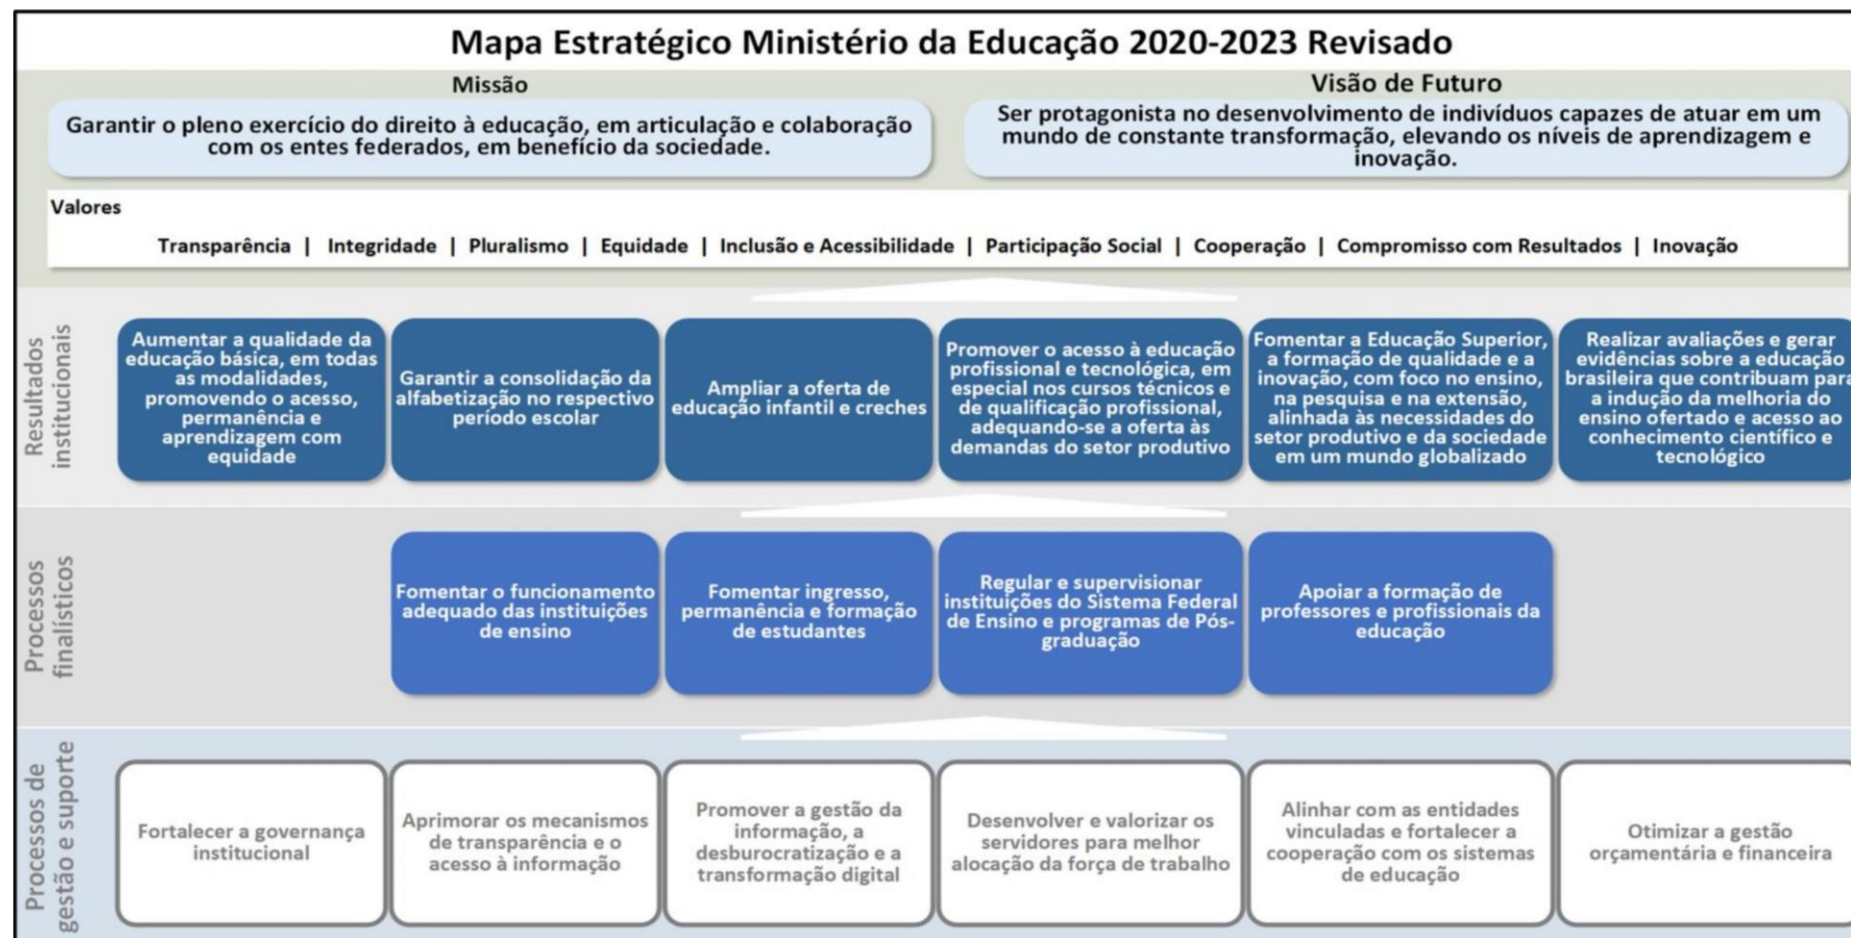 Mapa Estratégico Ministério da Educação 2020-2023 Revisado
Missão
Garantir o pleno exercício do direito à educação, em articulação e colaboração
com os entes federados, em benefício da sociedade.
Visão de Futuro
Ser protagonista no desenvolvimento de indivíduos capazes de atuar em um
mundo de constante transformação, elevando os níveis de aprendizagem e
inovação.
Valores
Transparência | Integridade | Pluralismo | Equidade | Inclusão e Acessibilidade | Participação Social | Cooperação | Compromisso com Resultados | Inovação
Resultados
institucionais
Aumentar a qualidade da
educação básica, em todas
as modalidades,
promovendo o acesso,
permanência e
aprendizagem com
equidade
Garantir a consolidação da
alfabetização no respectivo
período escolar
Ampliar a oferta de
educação infantil e creches
Promover o acesso à educação
profissional e tecnológica, em
especial nos cursos técnicos e
de qualificação profissional,
adequando-se a oferta às
demandas do setor produtivo
Fomentar a Educação Superior,
a formação de qualidade e a
inovação, com foco no ensino,
na pesquisa e na extensão,
alinhada às necessidades do
setor produtivo e da sociedade
em um mundo globalizado
Realizar avaliações e gerar
evidências sobre a educação
brasileira que contribuam para
a indução da melhoria do
ensino ofertado e acesso ao
conhecimento científico e
tecnológico
Processos
finalísticos
Fomentar o funcionamento
adequado das instituições
de ensino
Fomentar ingresso,
permanência e formação
de estudantes
Regular e supervisionar
instituições do Sistema Federal
de Ensino e programas de Pós-
graduação
Apoiar a formação de
professores e profissionais da
educação
Processos de
gestão e suporte
Fortalecer a governança
institucional
Aprimorar os mecanismos
de transparência e o
acesso à informação
Promover a gestão da
informação, a
desburocratização e a
transformação digital
Desenvolver e valorizar os
servidores para melhor
alocação da força de trabalho
Alinhar com as entidades
vinculadas e fortalecer a
cooperação com os sistemas
de educação
Otimizar a gestão
orçamentária e financeira